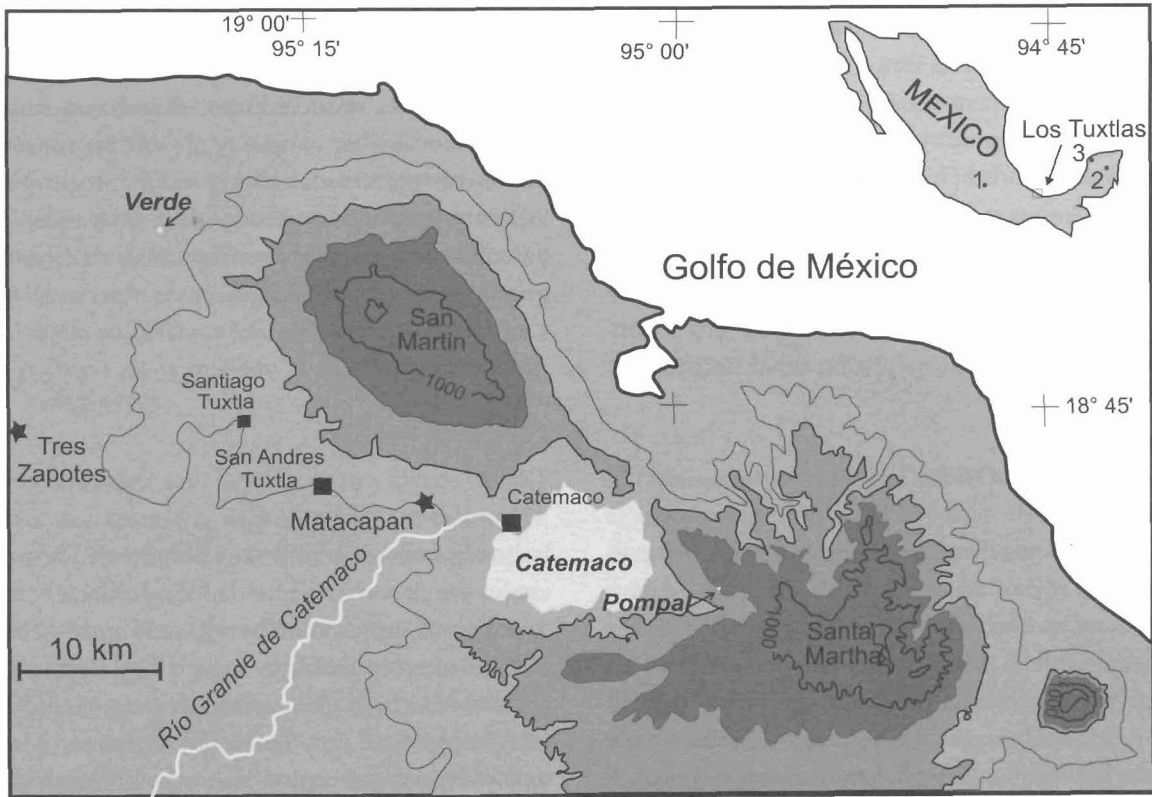 19° 00'
95° 15'
95° 00'
94° 45'
MEXICO
Los Tuxtlas
1
3
2
Verde
Golfo de México
San
Martin
1000
18° 45'
Santiago
Tuxtla
Tres
Zapotes
San Andres
Tuxtla
Matacapan
Catemaco
Catemaco
Pompal
1000
Santa
Martha
10 km
Rio Grande de Catemaco